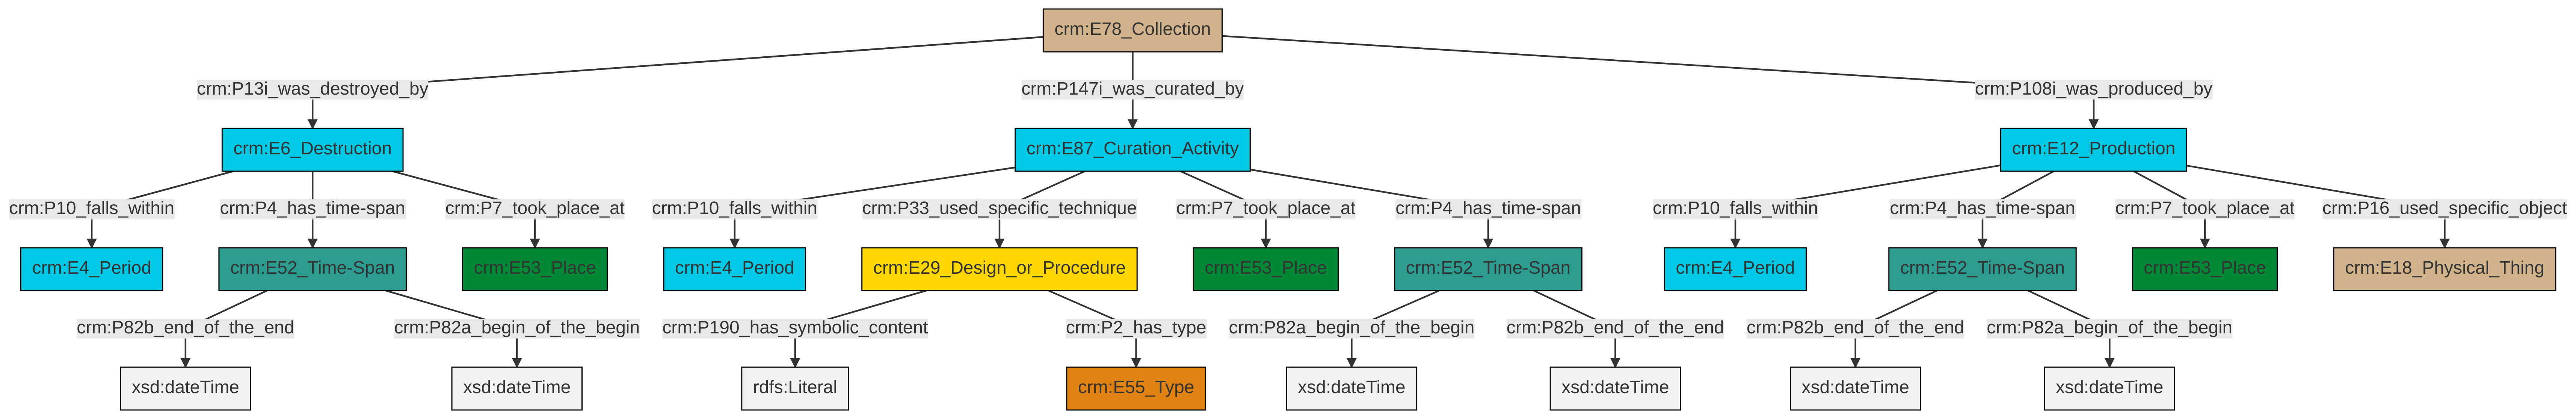 crm:E78_Collection
crm:P13i_was_destroyed_by
crm:P147i_was_curated_by
crm:P108i_was_produced_by
crm:E6_Destruction
crm:E87_Curation_Activity
crm:E12_Production
crm:P10_falls_within
crm:P4_has_time-span
crm:P7_took_place_at
crm:P10_falls_within
crm:P33_used_specific_technique
crm:P7_took_place_at
crm:P4_has_time-span
crm:P10_falls_within
crm:P4_has_time-span
crm:P7_took_place_at
crm:P16_used_specific_object
crm:E4_Period
crm:E52_Time-Span
crm:E53_Place
crm:E4_Period
crm:E29_Design_or_Procedure
crm:E53_Place
crm:E52_Time-Span
crm:E4_Period
crm:E52_Time-Span
crm:E53_Place
crm:E18_Physical_Thing
crm:P82b_end_of_the_end
crm:P82a_begin_of_the_begin
crm:P190_has_symbolic_content
crm:P2_has_type
crm:P82a_begin_of_the_begin
crm:P82b_end_of_the_end
crm:P82b_end_of_the_end
crm:P82a_begin_of_the_begin
xsd:dateTime
xsd:dateTime
rdfs:Literal
crm:E55_Type
xsd:dateTime
xsd:dateTime
xsd:dateTime
xsd:dateTime